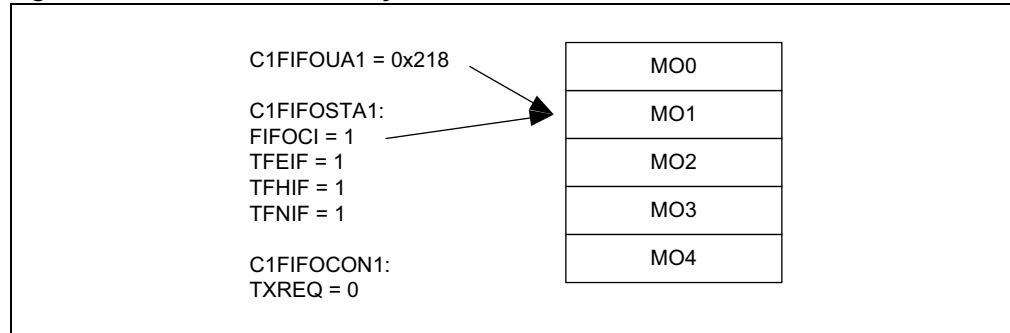 C1FIFOUA1 = 0x218
C1FIFOSTA1:
FIFOCI = 1
TFEIF = 1
TFHIF = 1
TFNIF = 1
C1FIFOCON1:
TXREQ = 0
MO0
MO1
MO2
MO3
MO4